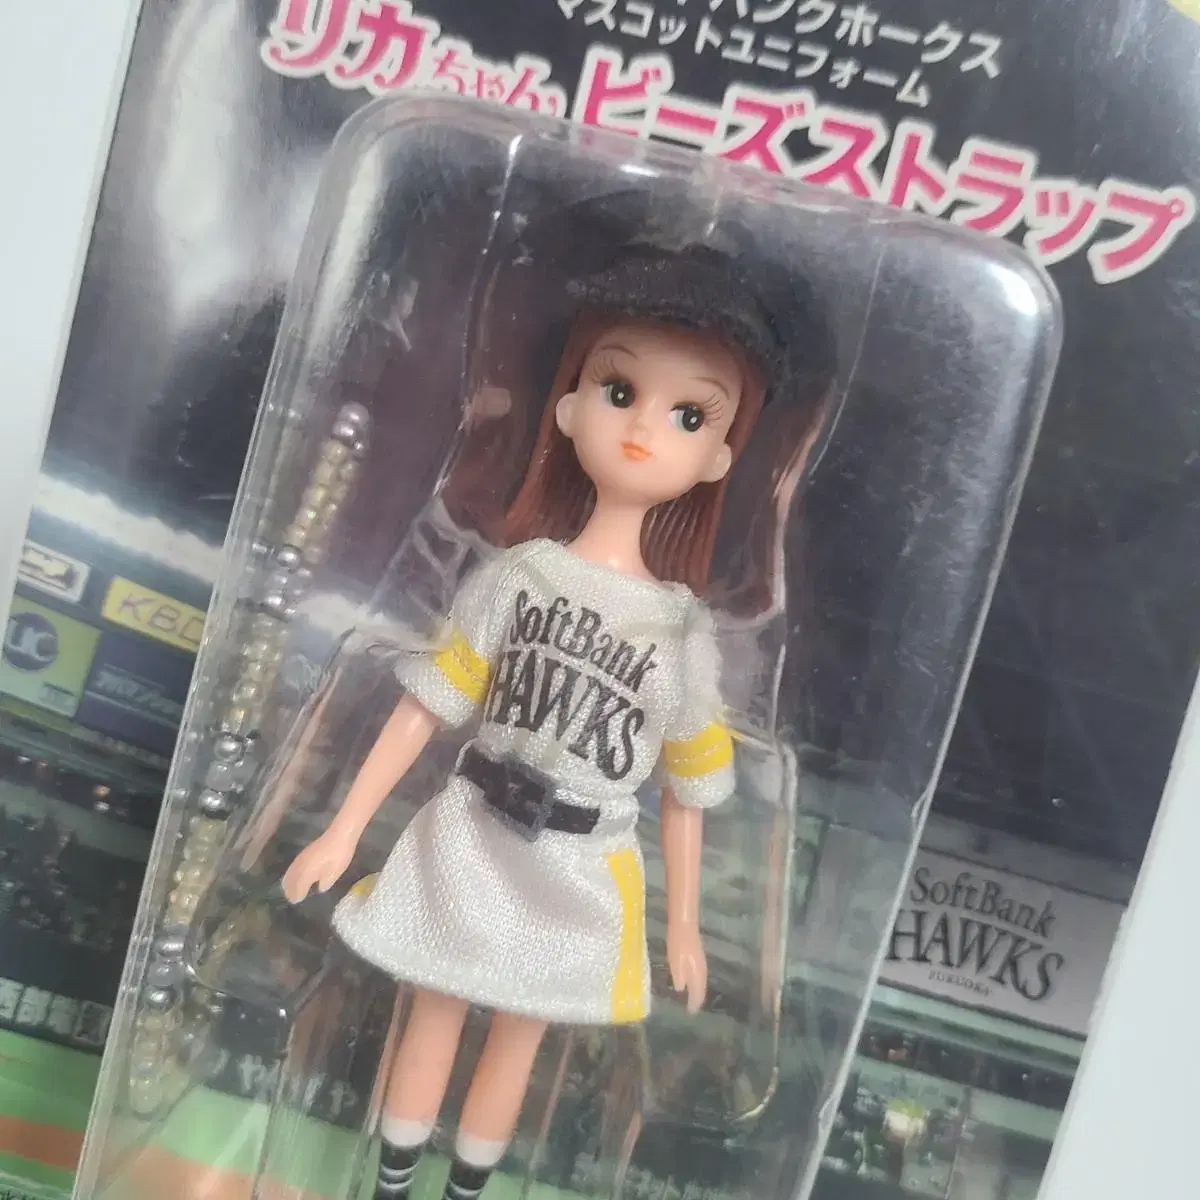 バンクホークス
マスコットユニフォーム
リカちゃんビーズストラップ
SoftBank
HAWKS
KBC
SoftBank
HAWKS
FUKUOKA